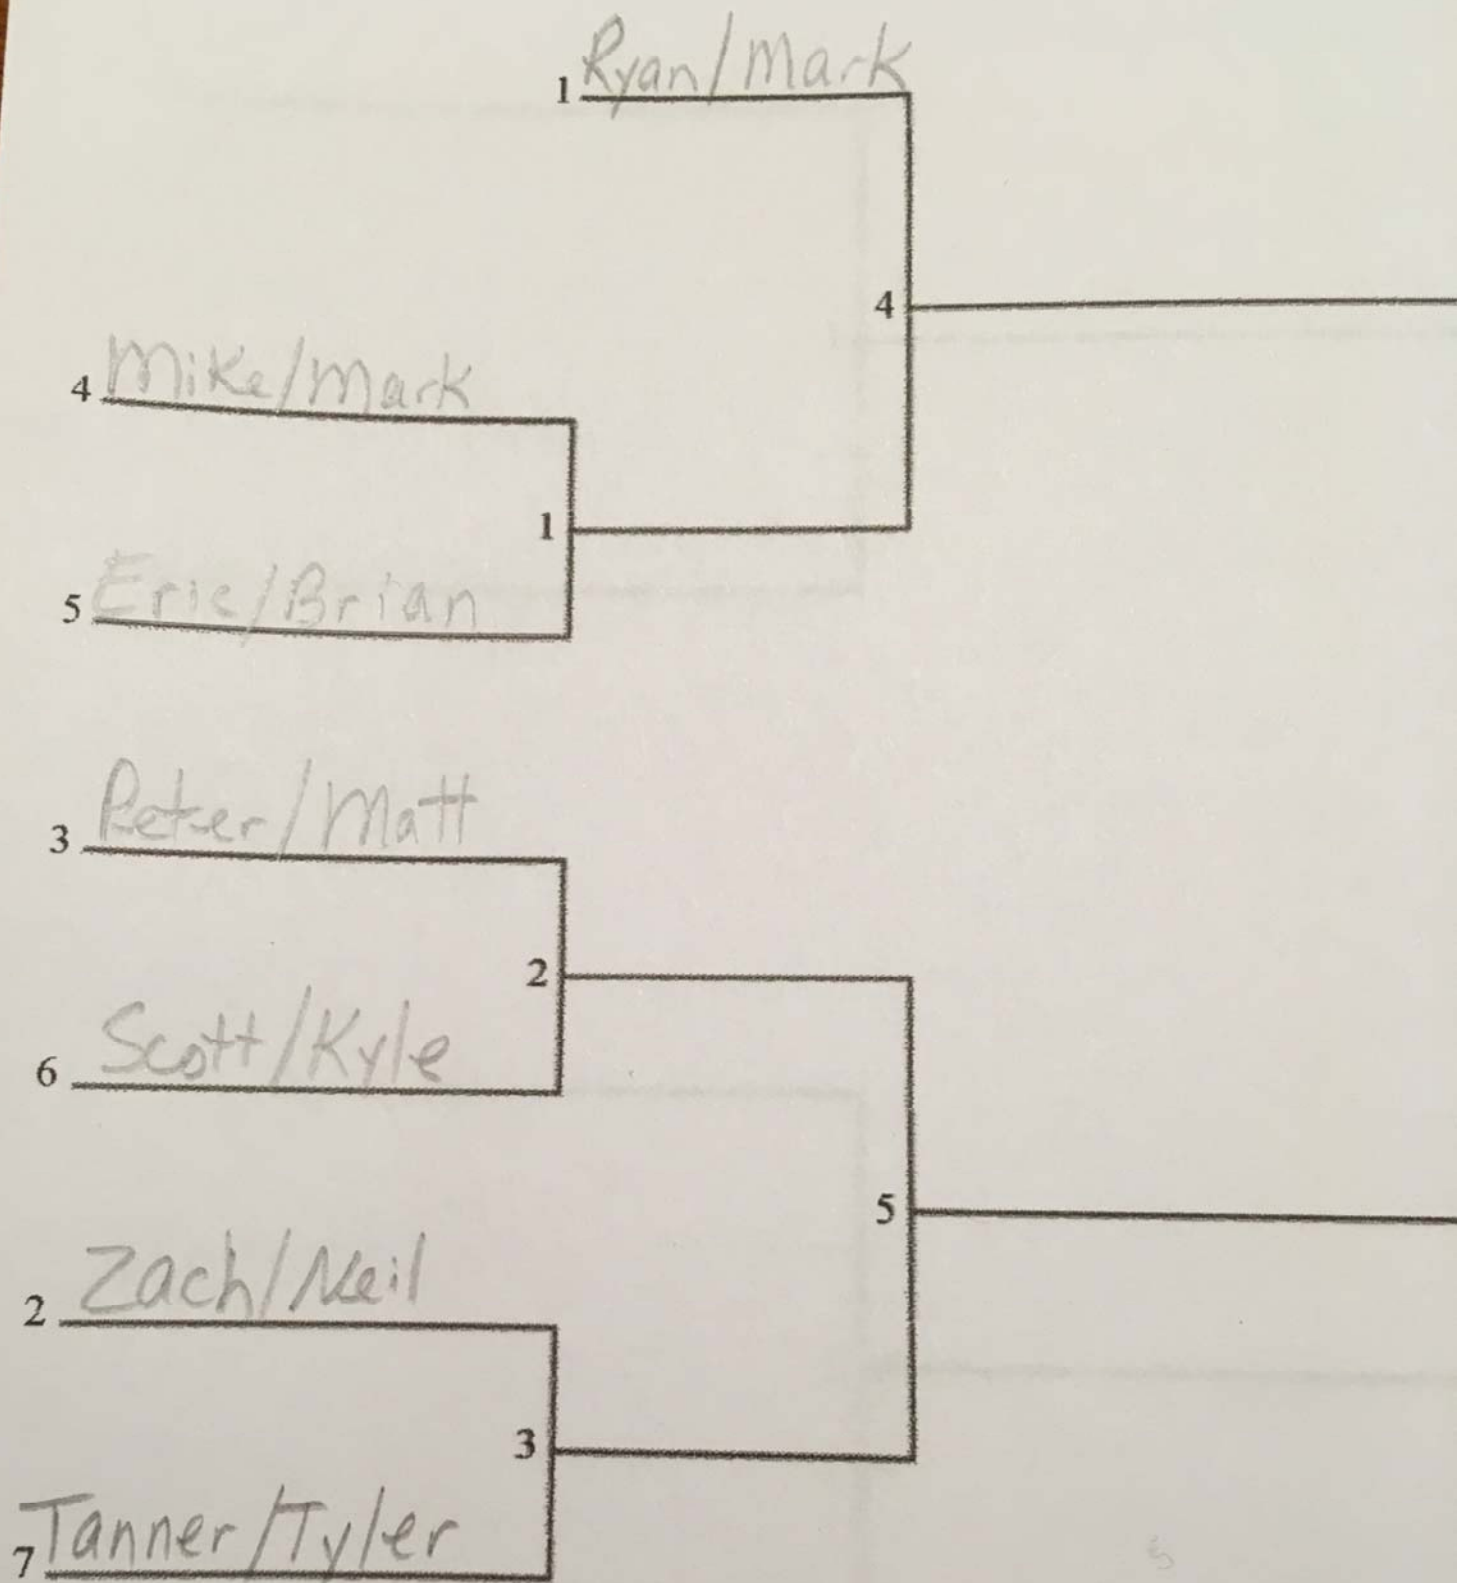 1 Ryan/Mark
4
4 Mike/Mark
1
5 Eric/Brian
3 Peter/Matt
2
6 Scott/Kyle
5
2 Zach/Neil
3
7 Tanner/Tyler